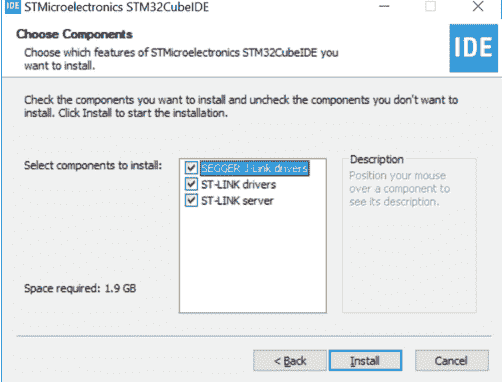 IDE STMicroelectronics STM32CubeIDE
Choose Components
Choose which features of STMicroelectronics STM32CubeIDE you
want to install.
IDE
Check the components you want to install and uncheck the components you don't want to
install. Click Install to start the installation.
Select components to install:
SEGGER J-Link drivers
ST-LINK drivers
ST-LINK server
Description
Position your mouse
over a component to
see its description.
Space required: 1.9 GB
< Back
Install
Cancel